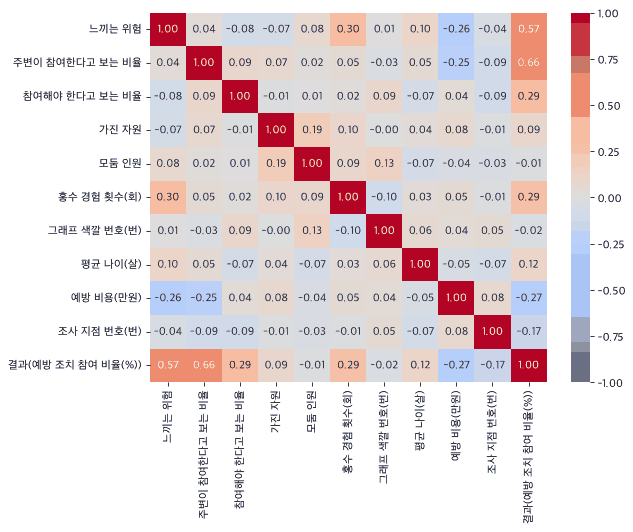 느끼는 위험 1.00 0.04 -0.08 -0.07 0.08 0.30 0.01 0.10 -0.26 -0.04 0.57
주변이 참여한다고 보는 비율 0.04 1.00 0.09 0.07 0.02 0.05 -0.03 0.05 -0.25 -0.09 0.66
참여해야 한다고 보는 비율 -0.08 0.09 1.00 -0.01 0.01 0.02 0.09 -0.07 0.04 -0.09 0.29
가진 자원 -0.07 0.07 -0.01 1.00 0.19 0.10 -0.00 0.04 0.08 -0.01 0.09
모둠 인원 0.08 0.02 0.01 0.19 1.00 0.09 0.13 -0.07 -0.04 -0.03 -0.01
홍수 경험 횟수(회) 0.30 0.05 0.02 0.10 0.09 1.00 -0.10 0.03 0.05 -0.01 0.29
그래프 색깔 번호(번) 0.01 -0.03 0.09 -0.00 0.13 -0.10 1.00 0.06 0.04 0.05 -0.02
평균 나이(살) 0.10 0.05 -0.07 0.04 -0.07 0.03 0.06 1.00 -0.05 -0.07 0.12
예방 비용(만원) -0.26 -0.25 0.04 0.08 -0.04 0.05 0.04 -0.05 1.00 0.08 -0.27
조사 지점 번호(번) -0.04 -0.09 -0.09 -0.01 -0.03 -0.01 0.05 -0.07 0.08 1.00 -0.17
결과(예방 조치 참여 비율(%)) 0.57 0.66 0.29 0.09 -0.01 0.29 -0.02 0.12 -0.27 -0.17 1.00
느끼는 위험
주변이 참여한다고 보는 비율
참여해야 한다고 보는 비율
가진 자원
모둠 인원
홍수 경험 횟수(회)
그래프 색깔 번호(번)
평균 나이(살)
예방 비용(만원)
조사 지점 번호(번)
결과(예방 조치 참여 비율(%))
1.00
0.75
0.50
0.25
0.00
-0.25
-0.50
-0.75
-1.00